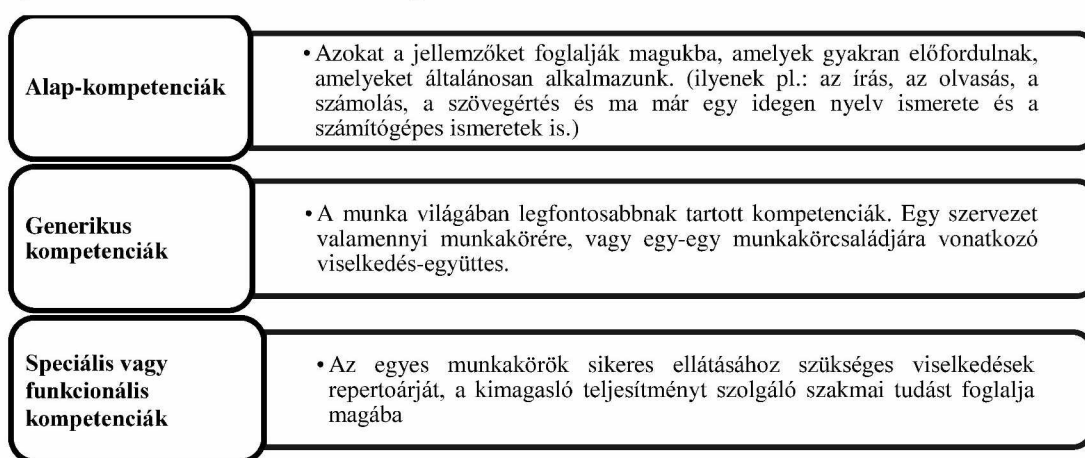 Alap-kompetenciák
• Azokat a jellemzőket foglalják magukba, amelyek gyakran előfordulnak,
amelyeket általánosan alkalmazunk. (ilyenek pl.: az írás, az olvasás, a
számolás, a szövegértés és ma már egy idegen nyelv ismerete és a
számítógépes ismeretek is.)
Generikus
kompetenciák
• A munka világában legfontosabbnak tartott kompetenciák. Egy szervezet
valamennyi munkakörére, vagy egy-egy munkakörcsaládjára vonatkozó
viselkedés-együttes.
Speciális vagy
funkcionális
kompetenciák
• Az egyes munkakörök sikeres ellátásához szükséges viselkedések
repertoárját, a kimagasló teljesítményt szolgáló szakmai tudást foglalja
magába